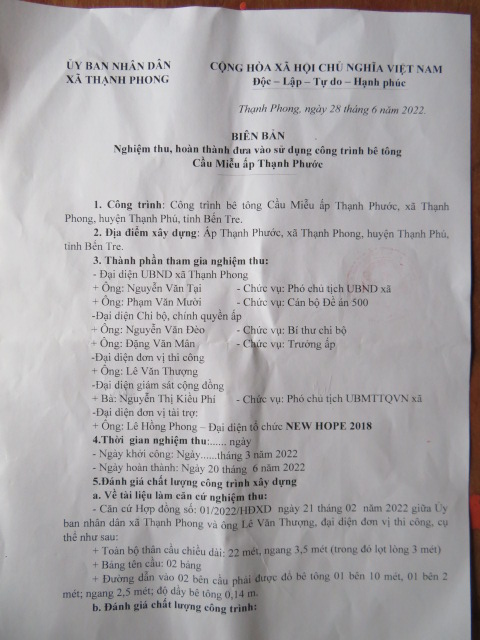 ỦY BAN NHÂN DÂN
XÃ THẠNH PHONG
CỘNG HÒA XÃ HỘI CHỦ NGHĨA VIỆT NAM
Độc – Lập – Tự do – Hạnh phúc
Thạnh Phong, ngày 28 tháng 6 năm 2022.
BIÊN BẢN
Nghiệm thu, hoàn thành đưa vào sử dụng công trình bê tông
Cầu Miễu ấp Thạnh Phước
1. Công trình: Công trình bê tông Cầu Miễu ấp Thạnh Phước, xã Thạnh
Phong, huyện Thạnh Phú, tỉnh Bến Tre.
2. Địa điểm xây dựng: Ấp Thạnh Phước, xã Thạnh Phong, huyện Thạnh Phú,
tỉnh Bến Tre.
3. Thành phần tham gia nghiệm thu:
- Đại diện UBND xã Thạnh Phong
+ Ông: Nguyễn Văn Tại - Chức vụ: Phó chủ tịch UBND xã
+ Ông: Phạm Văn Mười - Chức vụ: Cán bộ Đề án 500
-Đại diện Chi bộ, chính quyền ấp
+ Ông: Nguyễn Văn Đèo - Chức vụ: Bí thư chi bộ
+ Ông: Đặng Văn Mân - Chức vụ: Trưởng ấp
-Đại diện đơn vị thi công
+ Ông: Lê Văn Thượng
-Đại diện giám sát cộng đồng
+ Bà: Nguyễn Thị Kiều Phi - Chức vụ: Phó chủ tịch UBMTTQVN xã
-Đại diện đơn vị tài trợ:
+ Ông: Lê Hồng Phong – Đại diện tổ chức NEW HOPE 2018
4.Thời gian nghiệm thu:...... ngày
- Ngày khởi công: Ngày......tháng 3 năm 2022
- Ngày hoàn thành: Ngày 20 tháng 6 năm 2022
5.Đánh giá chất lượng công trình xây dựng
a. Về tài liệu làm căn cứ nghiệm thu:
- Căn cứ Hợp đồng số: 01/2022/HĐXD ngày 21 tháng 02 năm 2022 giữa Ủy
ban nhân dân xã Thạnh Phong và ông Lê Văn Thượng, đại diện đơn vị thi công, cụ
thể như sau:
+ Toàn bộ thân cầu chiều dài: 22 mét, ngang 3,5 mét (trong đó lọt lòng 3 mét)
+ Bảng tên cầu: 02 bảng
+ Đường dẫn vào 02 bên cầu phải được đổ bê tông 01 bên 10 mét, 01 bên 2
mét; ngang 2,5 mét; độ dầy bê tông 0,14 m.
b. Đánh giá chất lượng công trình: